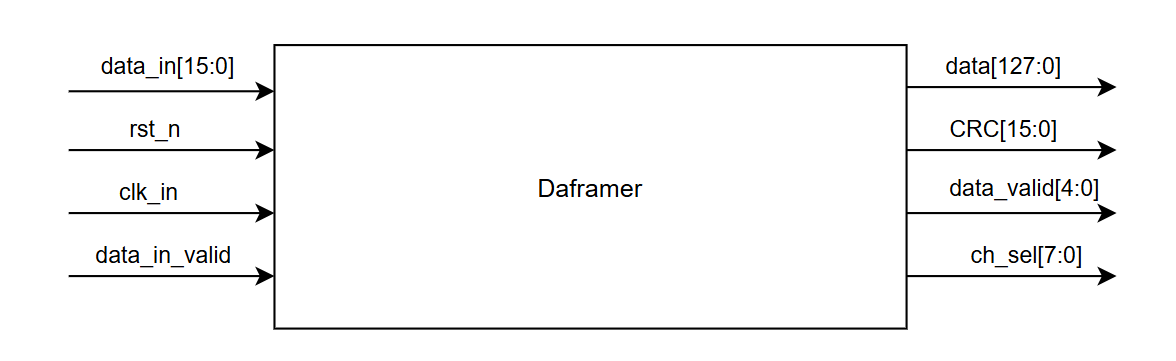 data_in[15:0]
rst_n
clk_in
data_in_valid
Daframer
data[127:0]
CRC[15:0]
data_valid[4:0]
ch_sel[7:0]